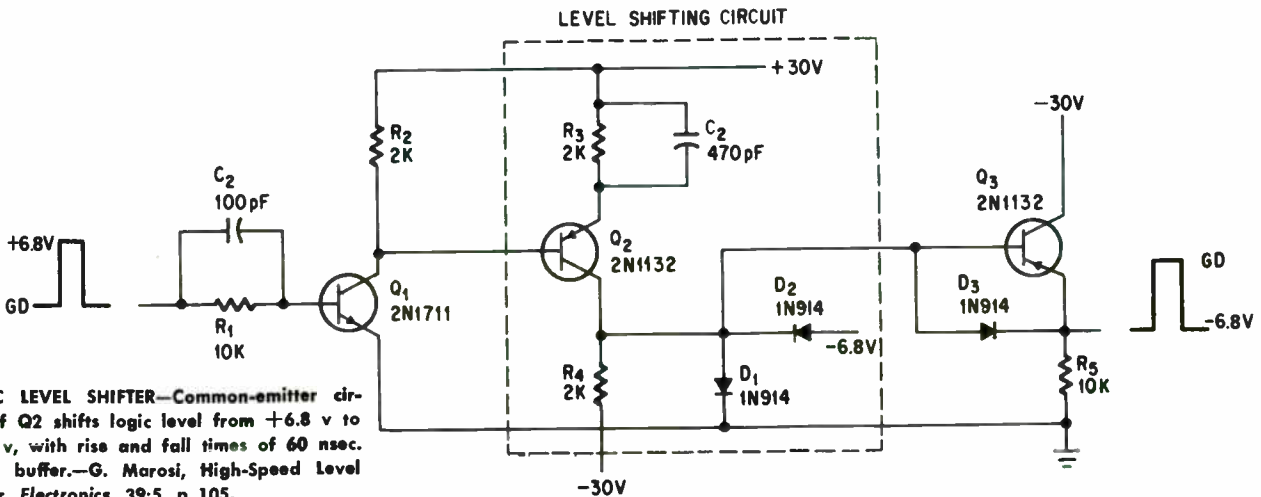 LEVEL SHIFTING CIRCUIT
+30V
-30V
R2
2K
R3
2K
C2
470pF
C2
100pF
Q3
2N1132
+6.8V
GD
R1
10K
Q1
2N1711
Q2
2N1132
D2
1N914
-6.8V
D3
1N914
GD
-6.8V
R4
2K
D1
1N914
R5
10K
-30V
C LEVEL SHIFTER—Common-emitter cir-
f Q2 shifts logic level from +6.8 v to
v, with rise and fall times of 60 nsec.
buffer.—G. Marosi, High-Speed Level
Electronics, 39:5, p 105.